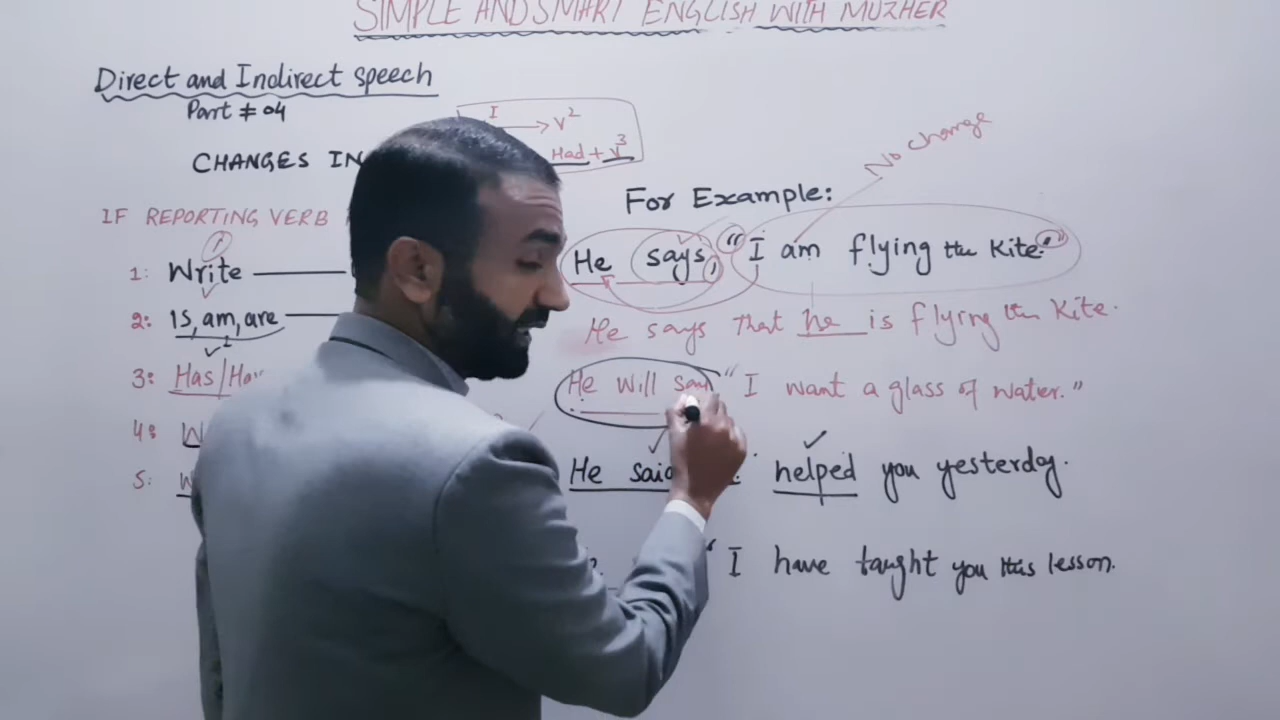 SIMPLE AND SMART ENGLISH WITH MUZHER
Direct and Indirect speech
Part # 04
CHANGES IN
I
→ V²
Had + V³
IF REPORTING VERB
1: Write
2: Is, am, are
3: Has/
4:
5:
No change
For Example:
He says, "I am flying the Kite."
He says that he is flying the Kite.
He will say "I want a glass of water."
He said helped you yesterday.
"I have taught you this lesson.